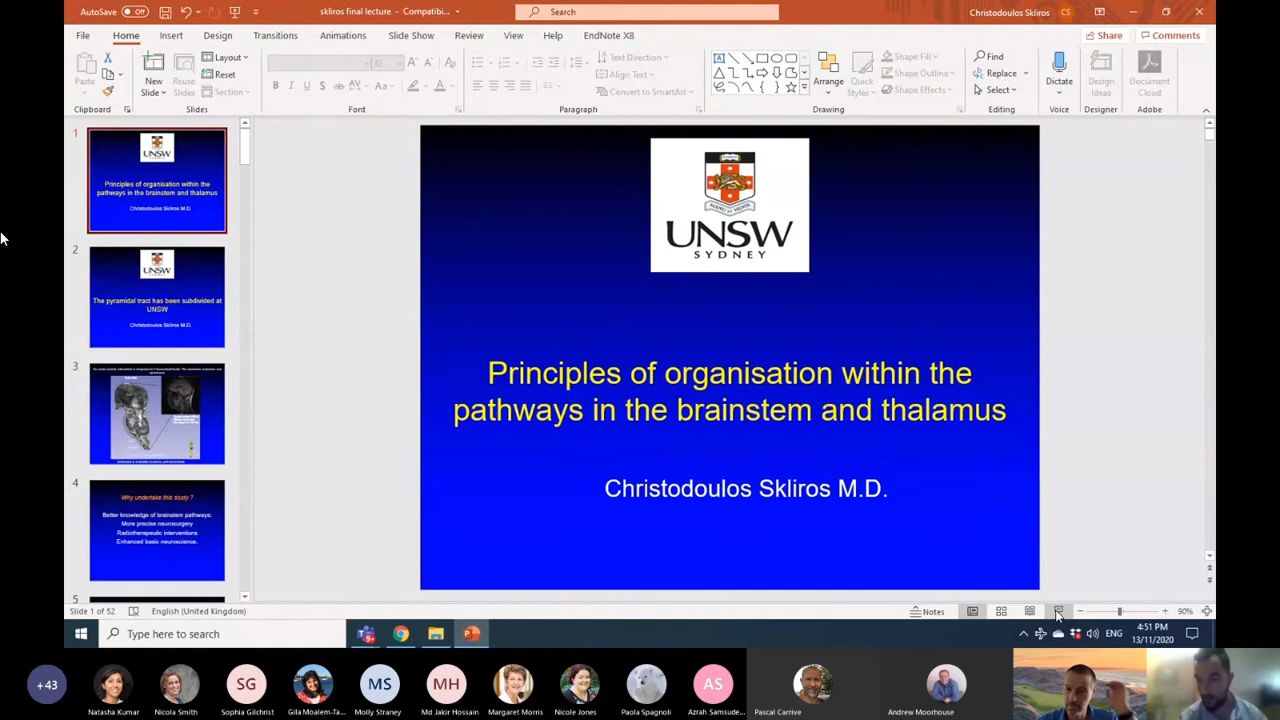 AutoSave Off
skliros final lecture - Compatibi...
Search
Christodoulos Skliros CS
File Home Insert Design Transitions Animations Slide Show Review View Help EndNote X8
Share Comments
Paste
New Slide
Reuse Slides
Layout
Reset
Section
Text Direction
Align Text
Convert to SmartArt
Arrange
Quick Styles
Shape Fill
Shape Outline
Shape Effects
Find
Replace
Select
Dictate
Design Ideas
Document Cloud
Clipboard Slides Font Paragraph Drawing Editing Voice Designer Adobe
1
UNSW
Principles of organisation within the
pathways in the brainstem and thalamus
Christodoulos Skliros M.D.
2
UNSW
The pyramidal tract has been subdivided at
UNSW
Christodoulos Skliros M.D.
3
4
Why undertake this study ?
Better knowledge of brainstem pathways:
More precise neurosurgery
Radiotherapeutic interventions
Enhanced basic neuroscience.
5
UNSW
SYDNEY
Principles of organisation within the
pathways in the brainstem and thalamus
Christodoulos Skliros M.D.
Slide 1 of 52 English (United Kingdom) Notes 90%
Type here to search
ENG
4:51 PM
13/11/2020
+43
SG
MS
MH
AS
Natasha Kumar
Nicola Smith
Sophia Gilchrist
Gila Moalem-Ta...
Molly Straney
Md Jakir Hossain
Margaret Morris
Nicole Jones
Paola Spagnoli
Azrah Samsude...
Pascal Carrive
Andrew Moorhouse